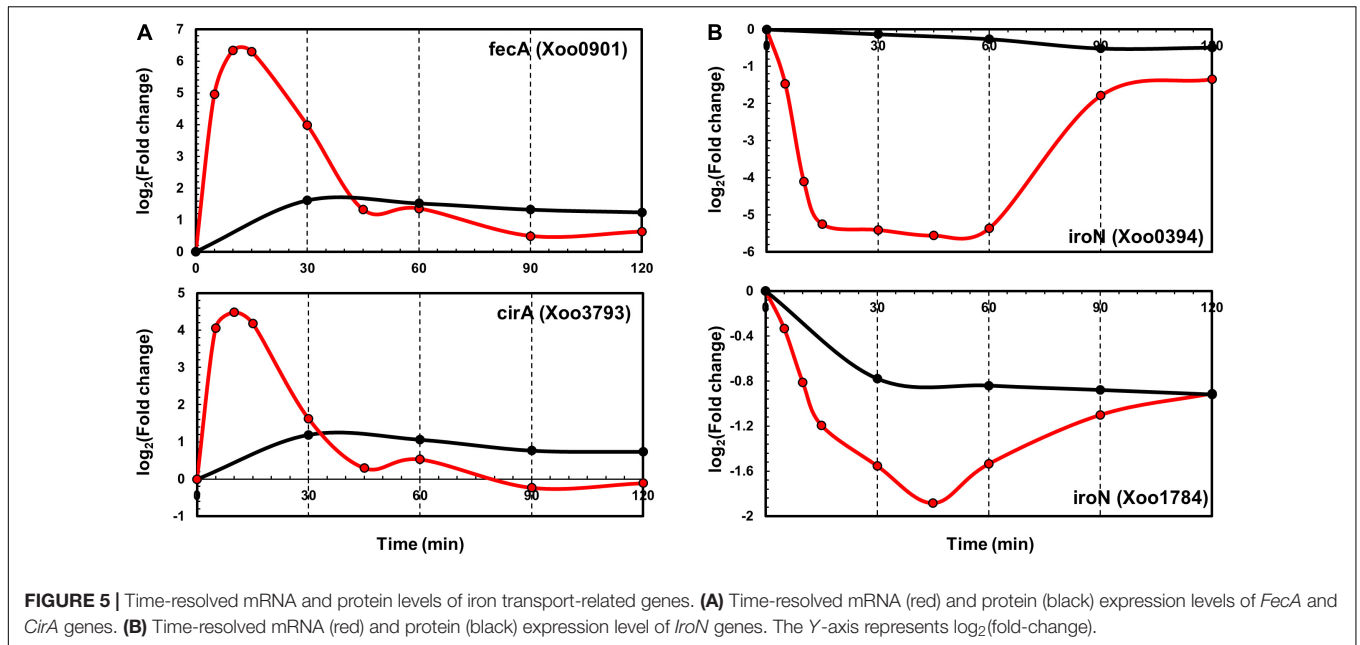 A
fecA (Xoo0901)
log2(Fold change)
7
6
5
4
3
2
1
0
0 30 60 90 120
cirA (Xoo3793)
log2(Fold change)
5
4
3
2
1
0
-1
0 30 60 90 120
Time (min)
B
log2(Fold change)
0
-1
-2
-3
-4
-5
-6
0 30 60 90 120
iroN (Xoo0394)
log2(Fold change)
0
-0.4
-0.8
-1.2
-1.6
-2
0 30 60 90 120
iroN (Xoo1784)
Time (min)
FIGURE 5 | Time-resolved mRNA and protein levels of iron transport-related genes. (A) Time-resolved mRNA (red) and protein (black) expression levels of FecA and
CirA genes. (B) Time-resolved mRNA (red) and protein (black) expression level of IroN genes. The Y-axis represents log2(fold-change).